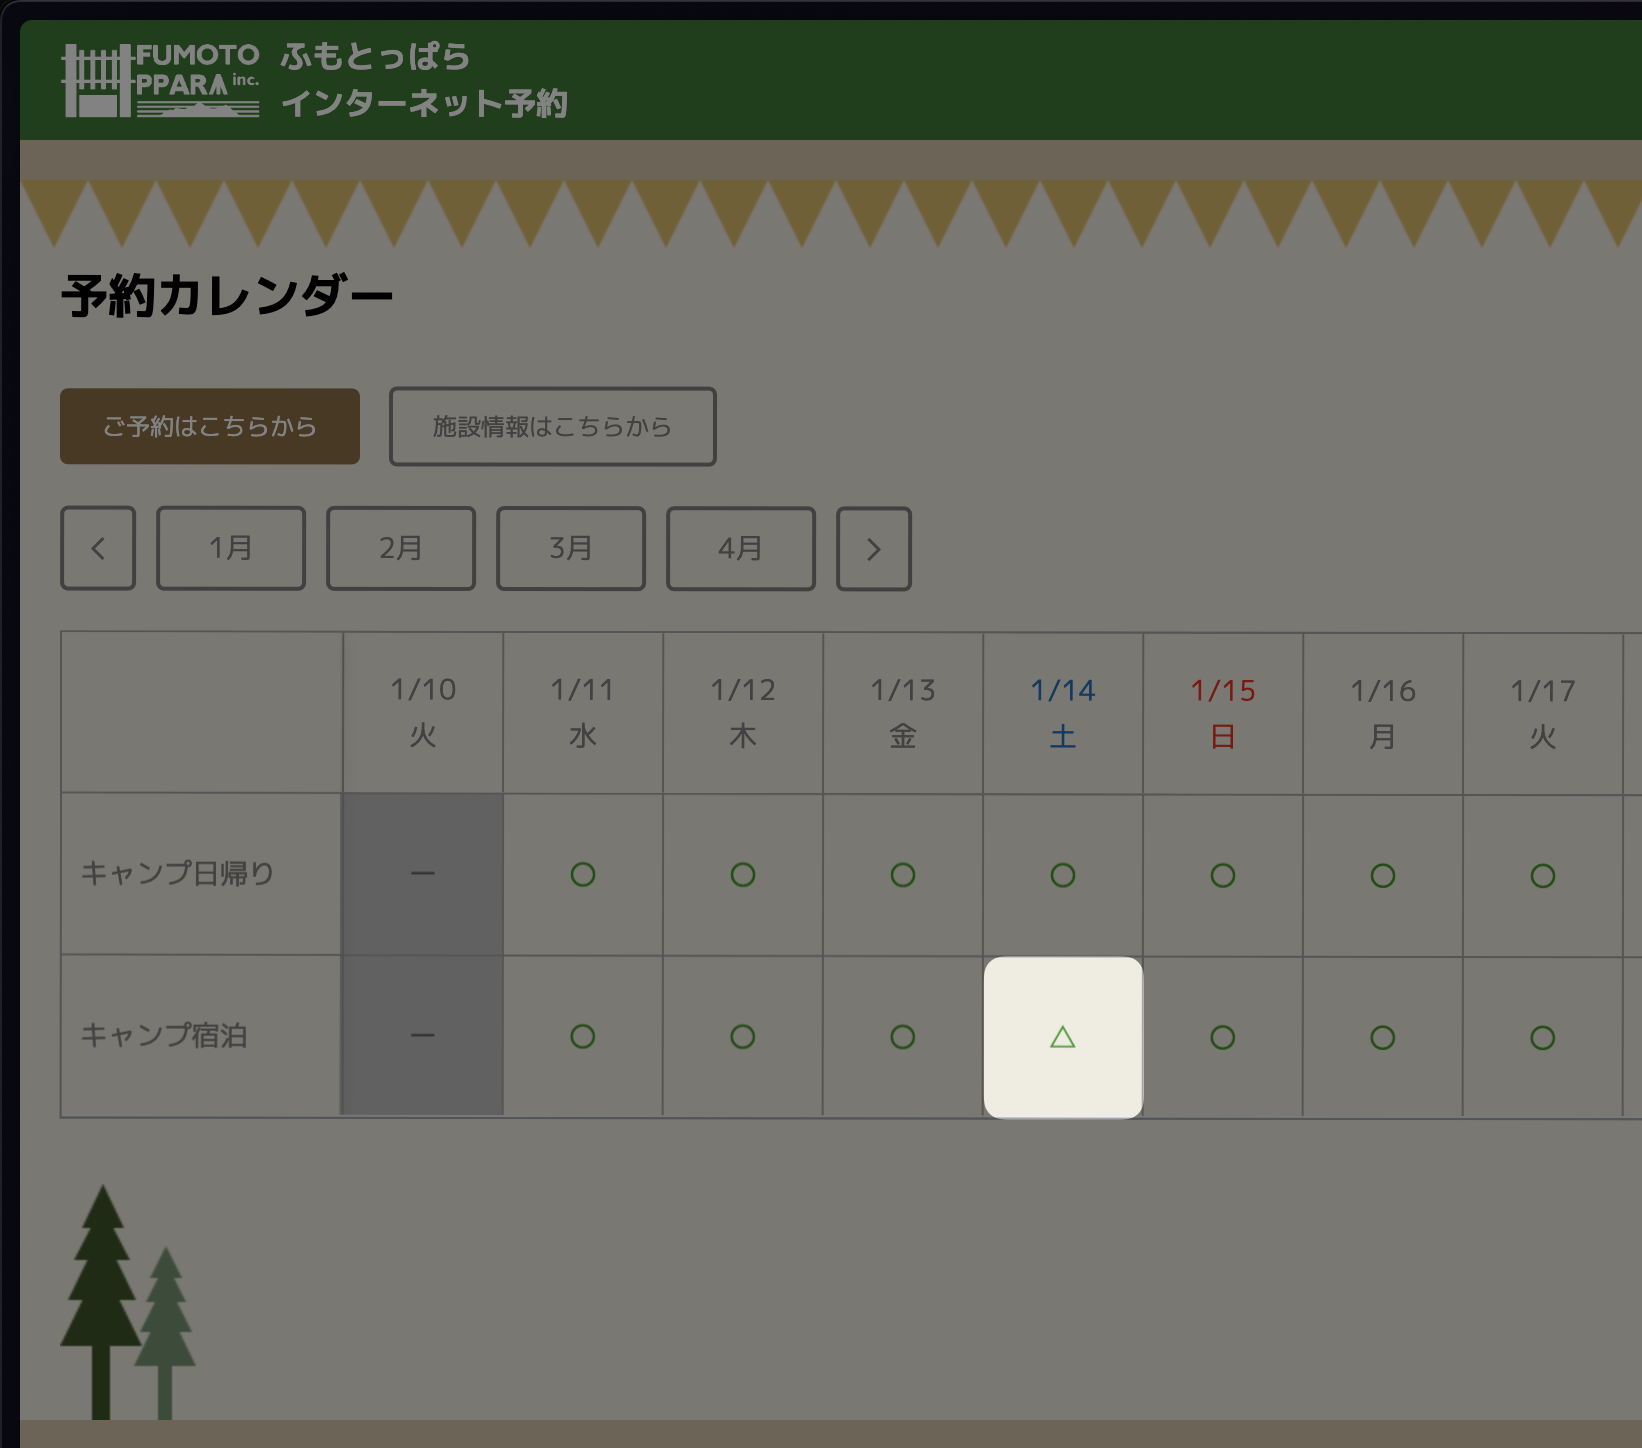 FUMOTO
PPARA inc.
ふもとっぱら
インターネット予約
予約カレンダー
ご予約はこちらから 施設情報はこちらから
< 1月 2月 3月 4月 >
1/10 1/11 1/12 1/13 1/14 1/15 1/16 1/17
火 水 木 金 土 日 月 火
キャンプ日帰り — ○ ○ ○ ○ ○ ○ ○
キャンプ宿泊 — ○ ○ ○ △ ○ ○ ○